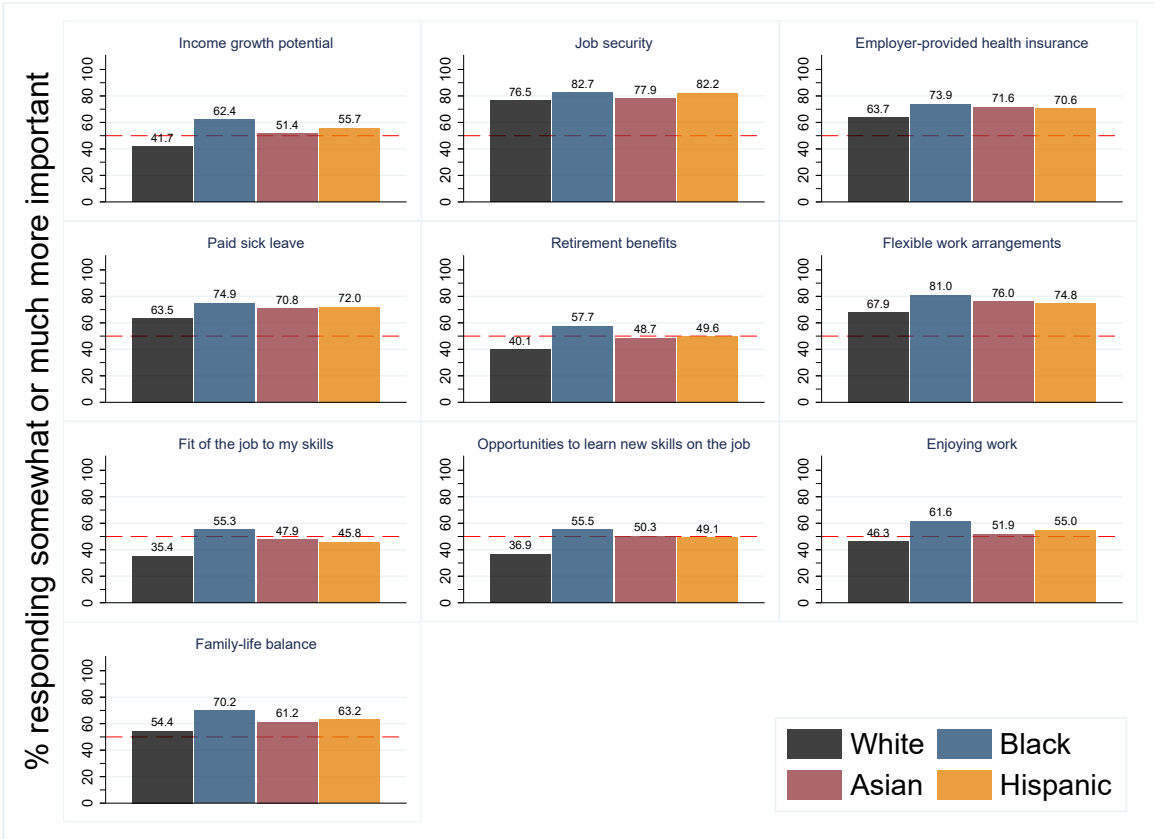 % responding somewhat or much more important
Income growth potential
0 20 40 60 80 100
41.7 62.4 51.4 55.7
Job security
0 20 40 60 80 100
76.5 82.7 77.9 82.2
Employer-provided health insurance
0 20 40 60 80 100
63.7 73.9 71.6 70.6
Paid sick leave
0 20 40 60 80 100
63.5 74.9 70.8 72.0
Retirement benefits
0 20 40 60 80 100
40.1 57.7 48.7 49.6
Flexible work arrangements
0 20 40 60 80 100
67.9 81.0 76.0 74.8
Fit of the job to my skills
0 20 40 60 80 100
35.4 55.3 47.9 45.8
Opportunities to learn new skills on the job
0 20 40 60 80 100
36.9 55.5 50.3 49.1
Enjoying work
0 20 40 60 80 100
46.3 61.6 51.9 55.0
Family-life balance
0 20 40 60 80 100
54.4 70.2 61.2 63.2
White Black
Asian Hispanic